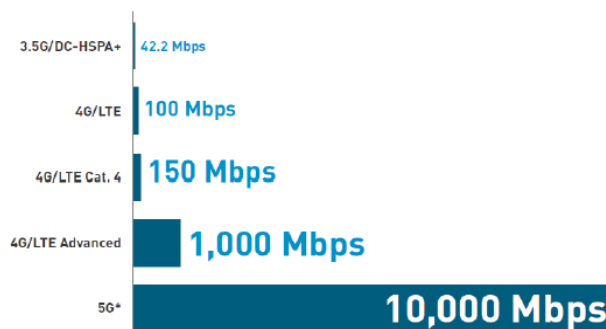 3.5G/DC-HSPA+ 42.2 Mbps
4G/LTE 100 Mbps
4G/LTE Cat. 4 150 Mbps
4G/LTE Advanced 1,000 Mbps
5G* 10,000 Mbps